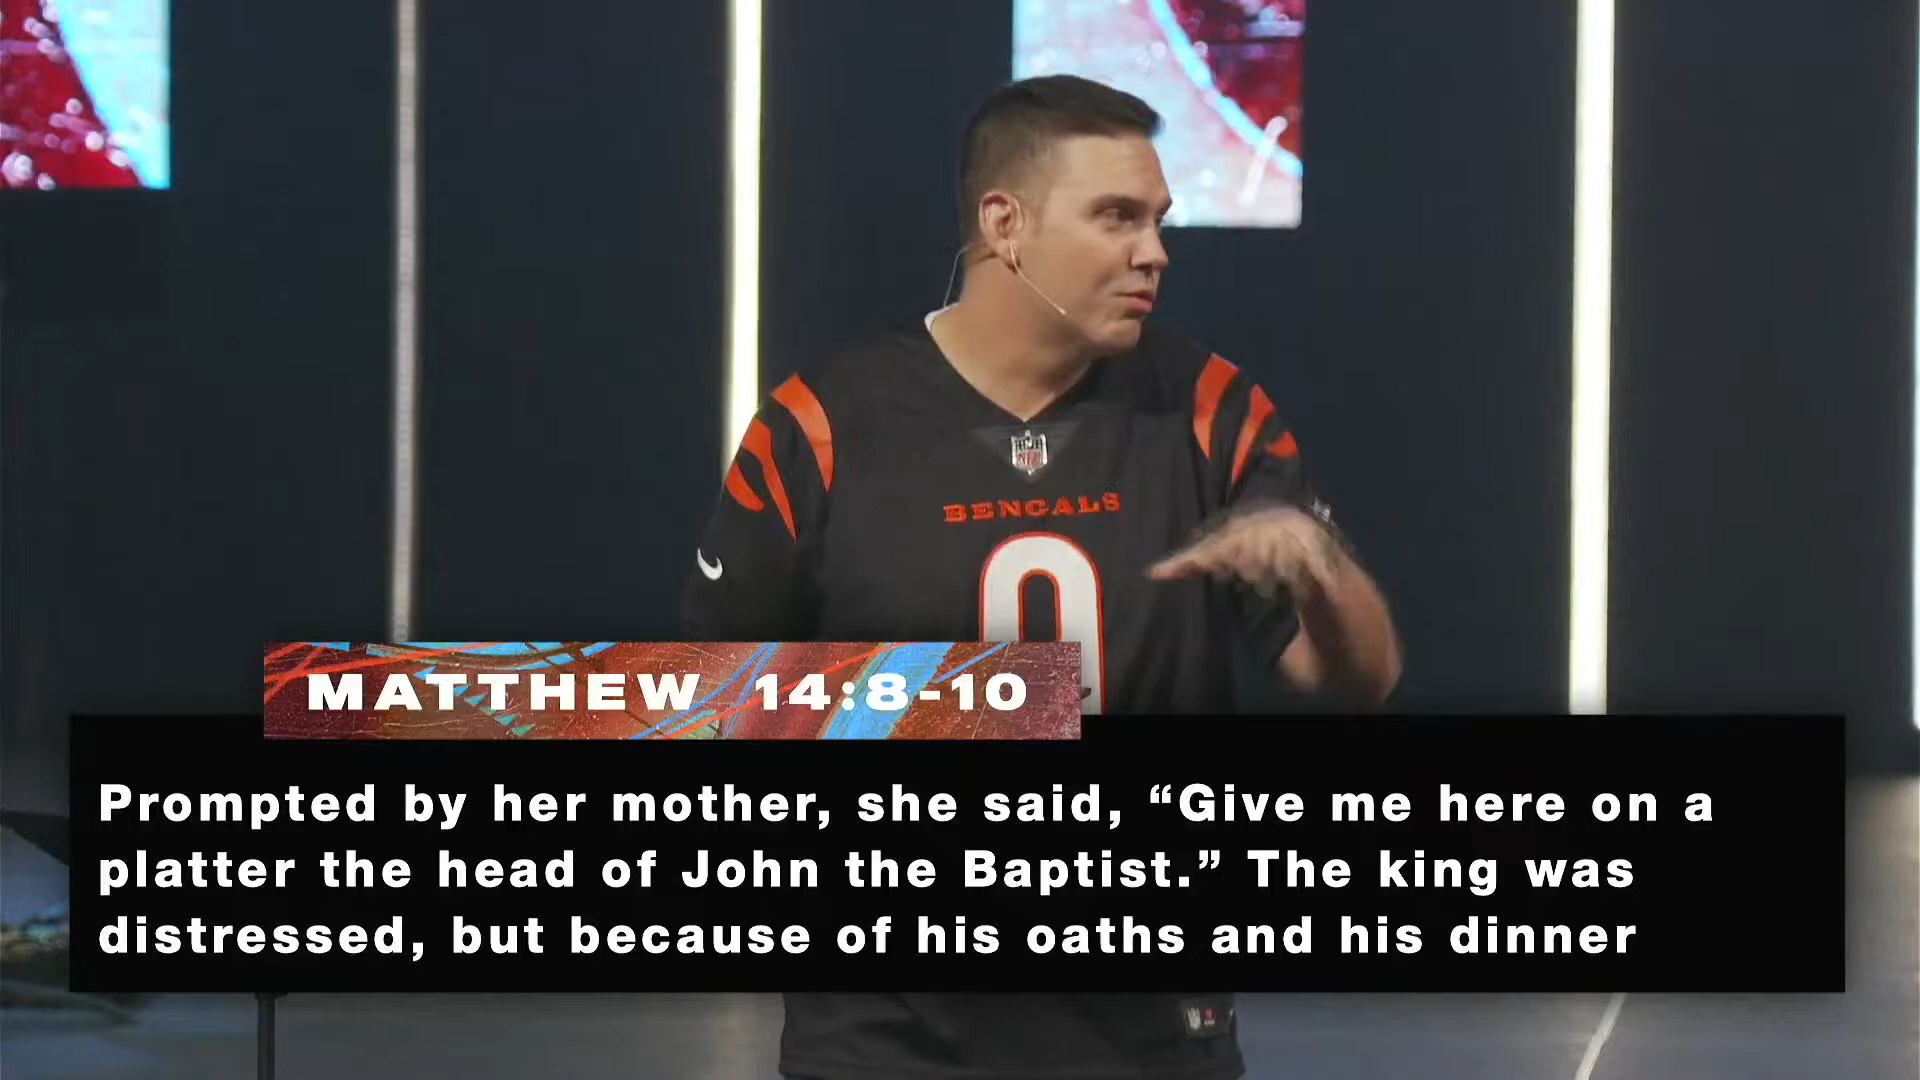 BENGALS
MATTHEW 14:8-10
Prompted by her mother, she said, “Give me here on a
platter the head of John the Baptist.” The king was
distressed, but because of his oaths and his dinner